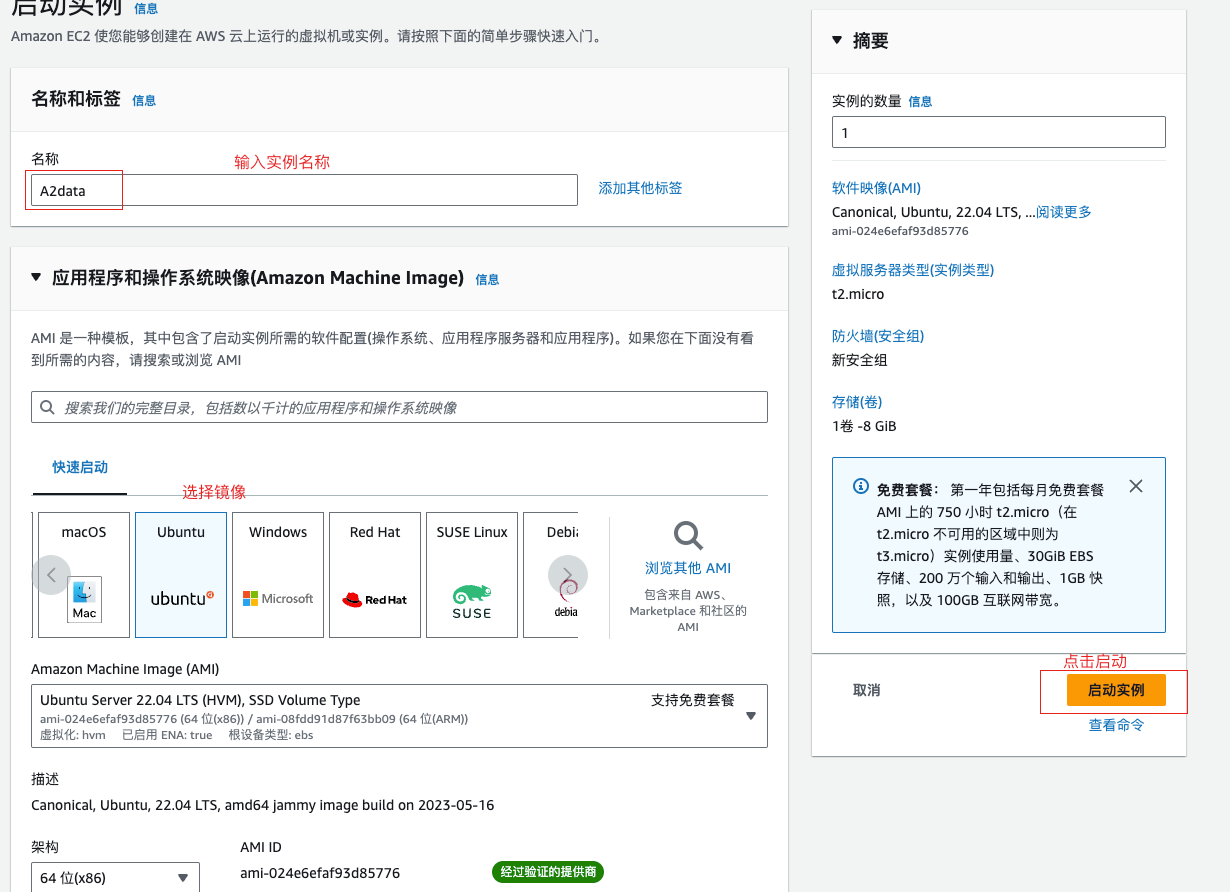 启动实例 信息
Amazon EC2 使您能够创建在 AWS 云上运行的虚拟机或实例。请按照下面的简单步骤快速入门。
名称和标签 信息
名称
输入实例名称
A2data
添加其他标签
应用程序和操作系统映像(Amazon Machine Image) 信息
AMI 是一种模板，其中包含了启动实例所需的软件配置(操作系统、应用程序服务器和应用程序)。如果您在下面没有看
到所需的内容，请搜索或浏览 AMI
搜索我们的完整目录，包括数以千计的应用程序和操作系统映像
快速启动
选择镜像
macOS
Mac
Ubuntu
ubuntu
Windows
Microsoft
Red Hat
Red Hat
SUSE Linux
SUSE
Debi
debia
浏览其他 AMI
包含来自 AWS、
Marketplace 和社区的
AMI
Amazon Machine Image (AMI)
Ubuntu Server 22.04 LTS (HVM), SSD Volume Type
支持免费套餐
ami-024e6efaf93d85776 (64 位(x86)) / ami-08fdd91d87f63bb09 (64 位(ARM))
虚拟化: hvm 已启用 ENA: true 根设备类型: ebs
描述
Canonical, Ubuntu, 22.04 LTS, amd64 jammy image build on 2023-05-16
架构
64 位(x86)
AMI ID
ami-024e6efaf93d85776
经过验证的提供商
摘要
实例的数量 信息
1
软件映像(AMI)
Canonical, Ubuntu, 22.04 LTS, ...阅读更多
ami-024e6efaf93d85776
虚拟服务器类型(实例类型)
t2.micro
防火墙(安全组)
新安全组
存储(卷)
1卷 -8 GiB
免费套餐： 第一年包括每月免费套餐
AMI 上的 750 小时 t2.micro（在
t2.micro 不可用的区域中则为
t3.micro）实例使用量、30GiB EBS
存储、200 万个输入和输出、1GB 快
照，以及 100GB 互联网带宽。
点击启动
取消
启动实例
查看命令